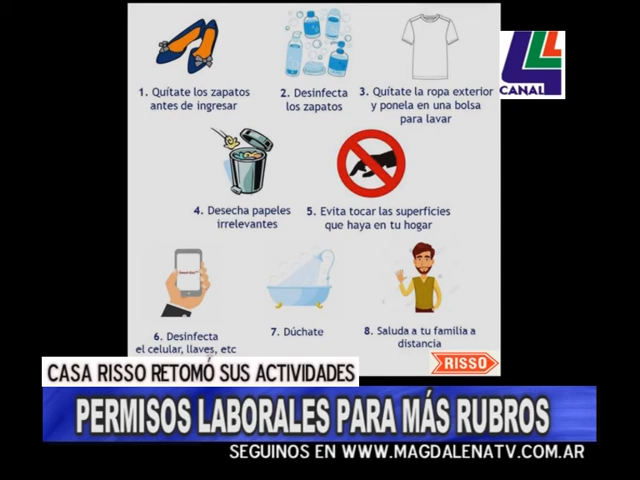 1. Quítate los zapatos
antes de ingresar
2. Desinfecta
los zapatos
3. Quítate la ropa exterior
y ponela en una bolsa
para lavar
CANAL
4. Desecha papeles
irrelevantes
5. Evita tocar las superficies
que haya en tu hogar
6. Desinfecta
el celular, llaves, etc
7. Dúchate
8. Saluda a tu familia a
distancia
RISSO
CASA RISSO RETOMÓ SUS ACTIVIDADES
PERMISOS LABORALES PARA MÁS RUBROS
SEGUINOS EN WWW.MAGDALENATV.COM.AR